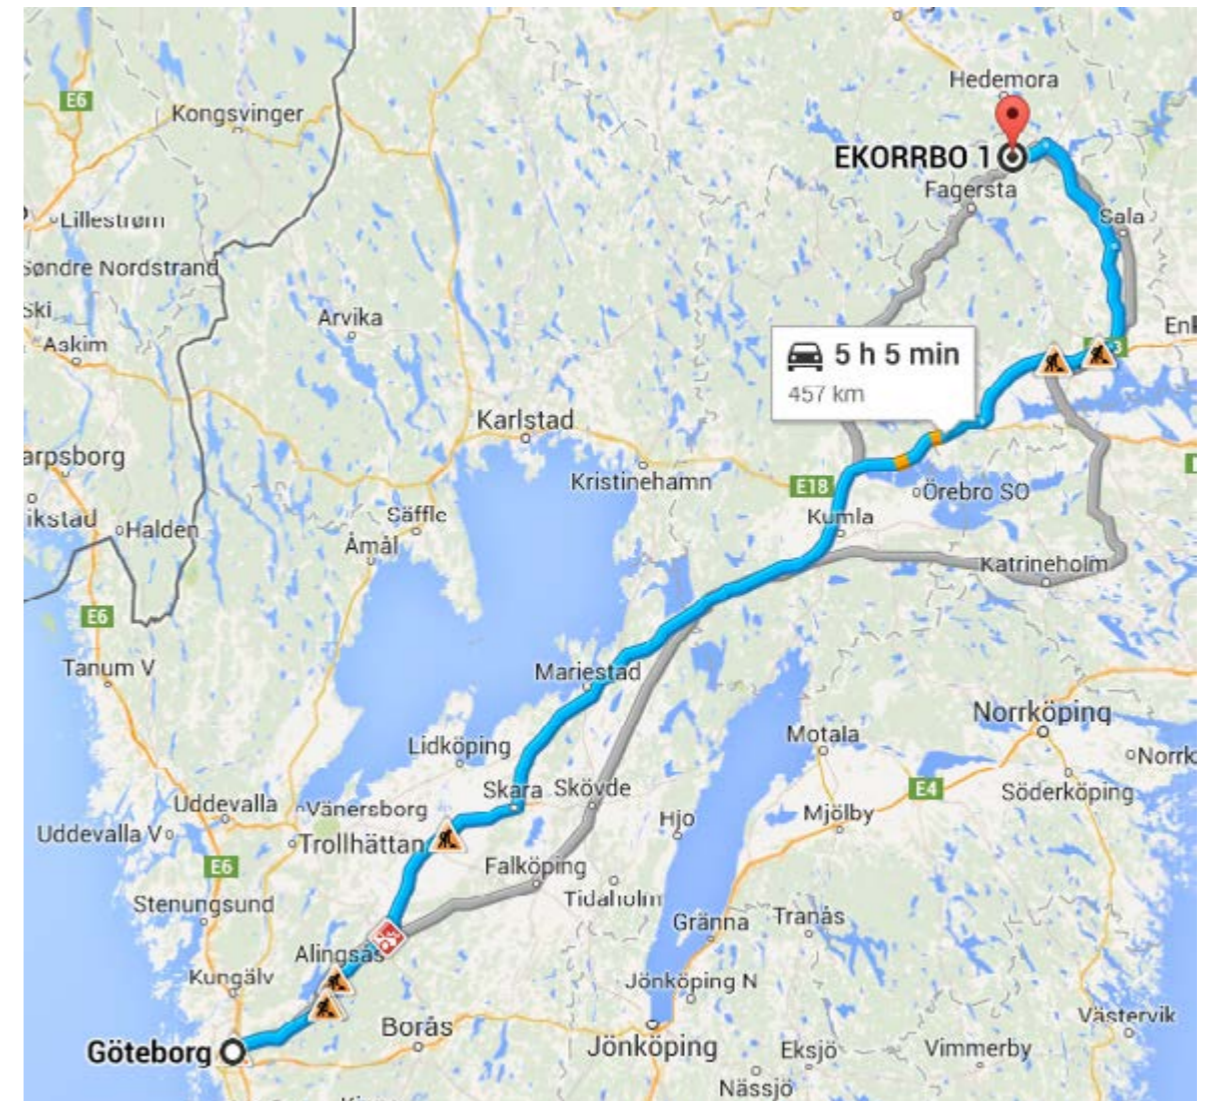 Hedemora
E6
Kongsvinger
EKORRBO 1
Fagersta
Lillestrøm
Sala
Søndre Nordstrand
Ski
Arvika
Askim
5 h 5 min
457 km
Karlstad
arpsborg
Kristinehamn
E18
Örebro SO
ikstad
Halden
Säffle
Kumla
Åmål
Katrineholm
E6
Tanum V
Mariestad
Norrköping
Motala
Lidköping
Norrk
Skara
Skövde
E4
Söderköping
Uddevalla
Vänersborg
Hjo
Mjölby
Uddevalla V
Trollhättan
E6
Falköping
Tidaholm
Stenungsund
Gränna
Tranås
Alingsås
Kungälv
Jönköping N
Västervik
Borås
Göteborg
Jönköping
Eksjö
Vimmerby
Nässjö